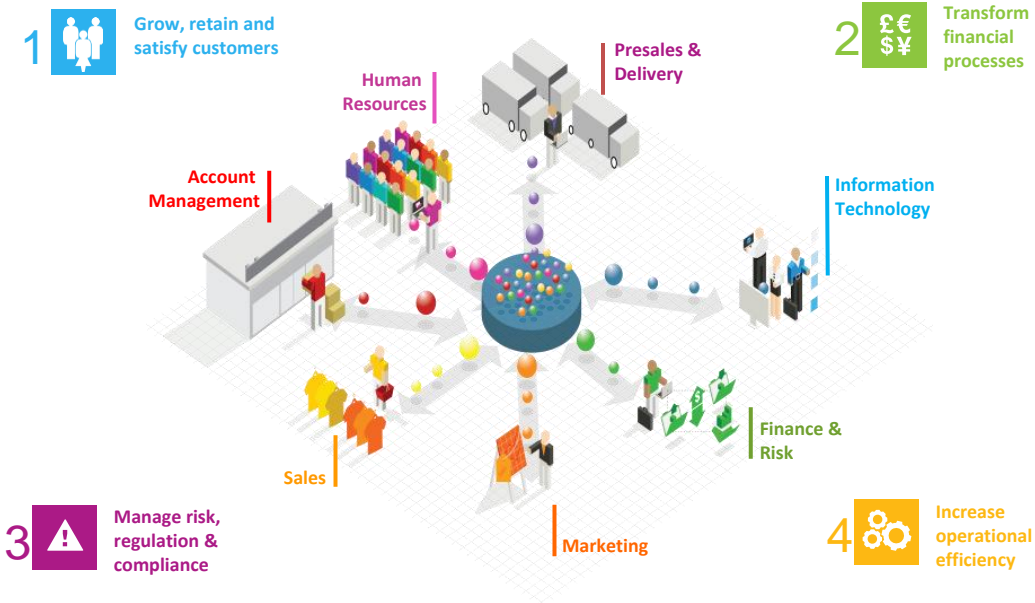 1
Grow, retain and
satisfy customers
2
£€
$¥
Transform
financial
processes
Presales &
Delivery
Human
Resources
Account
Management
Information
Technology
$
Finance &
Risk
Sales
Marketing
3
!
Manage risk,
regulation &
compliance
4
Increase
operational
efficiency